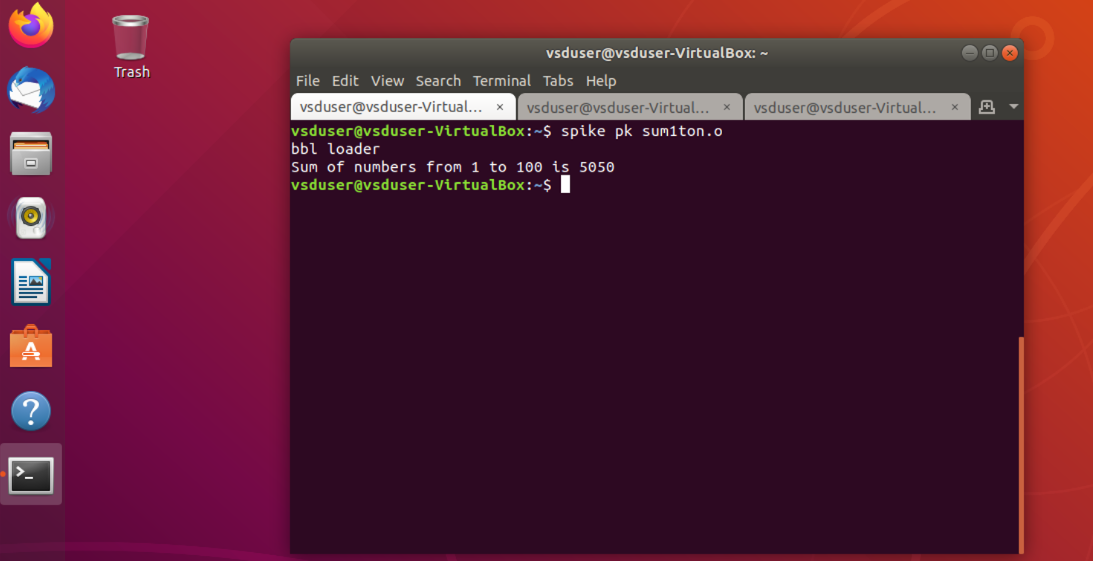 Trash
vsduser@vsduser-VirtualBox: ~
File Edit View Search Terminal Tabs Help
vsduser@vsduser-Virtual... × vsduser@vsduser-Virtual... × vsduser@vsduser-Virtual... ×
vsduser@vsduser-VirtualBox:~$ spike pk sum1ton.o
bbl loader
Sum of numbers from 1 to 100 is 5050
vsduser@vsduser-VirtualBox:~$